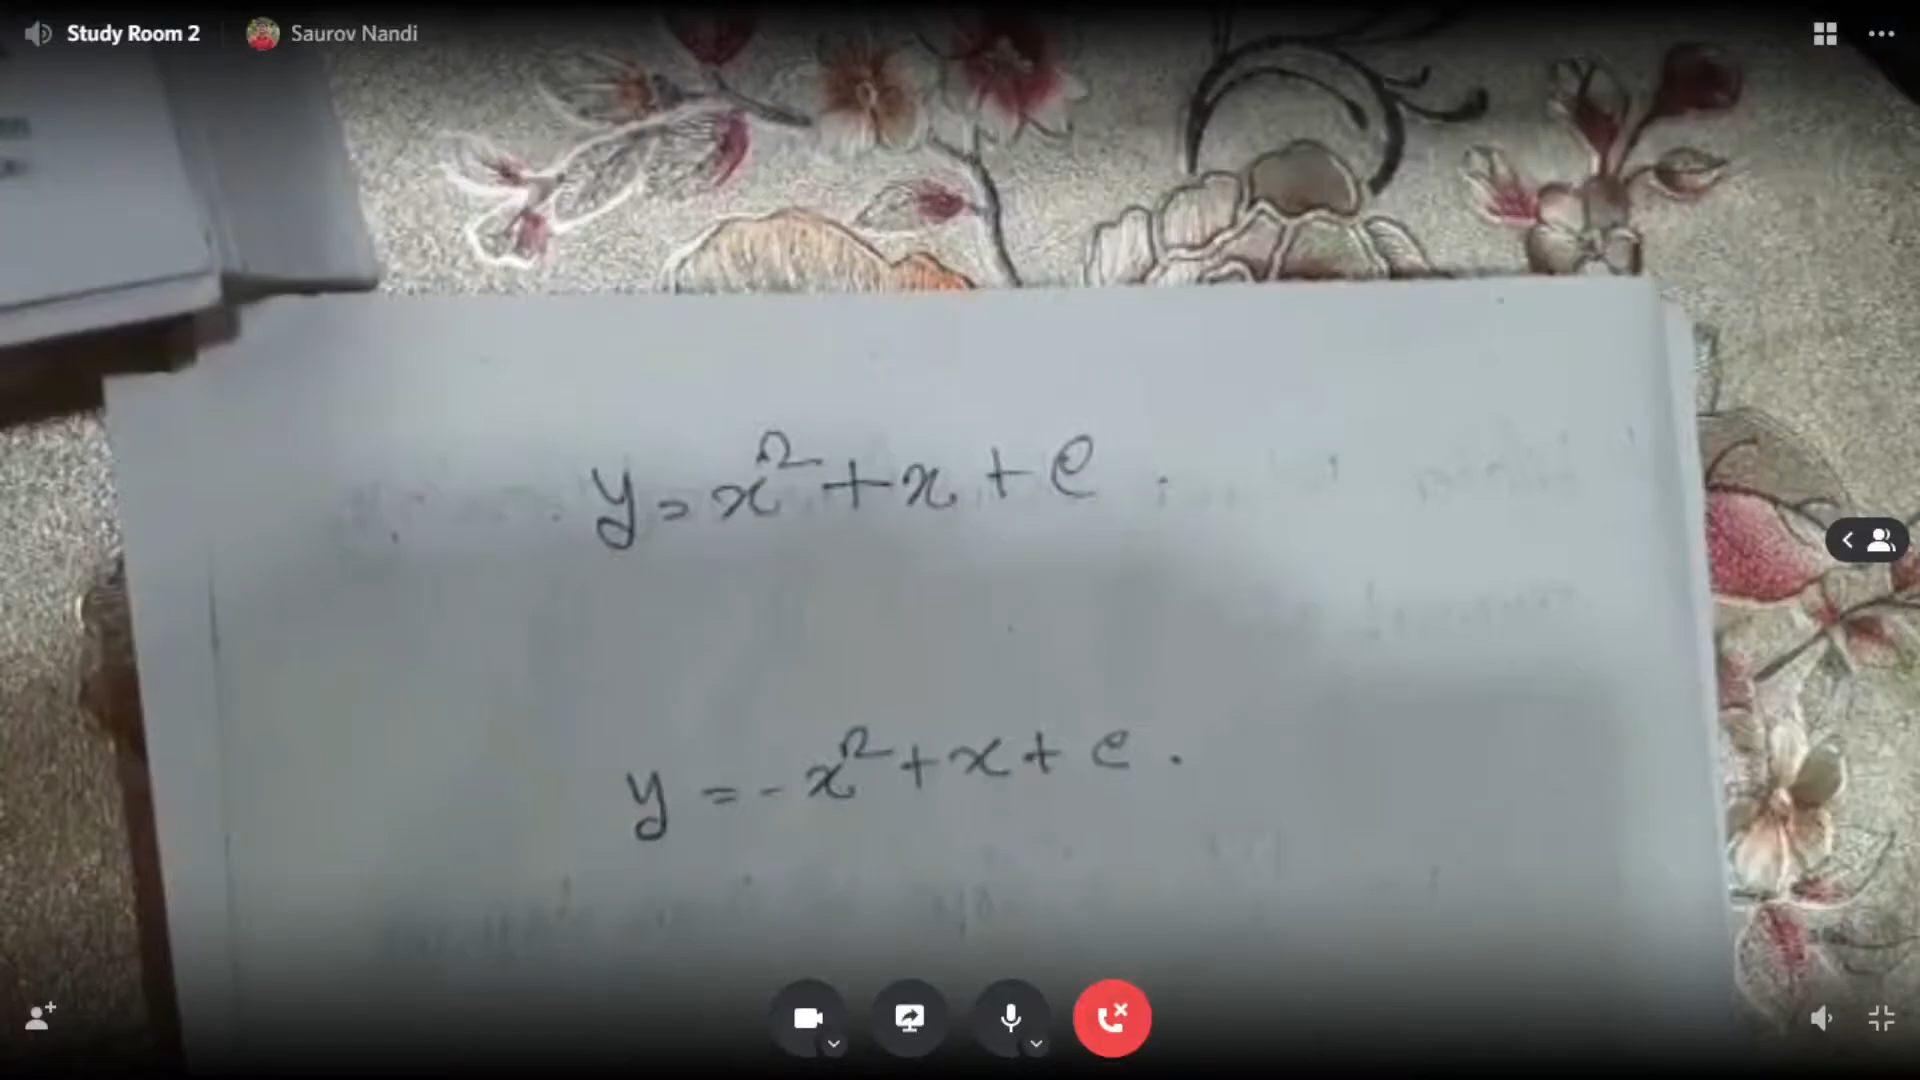 Study Room 2 Saurov Nandi
y = x² + x + e .
y = - x² + x + e .